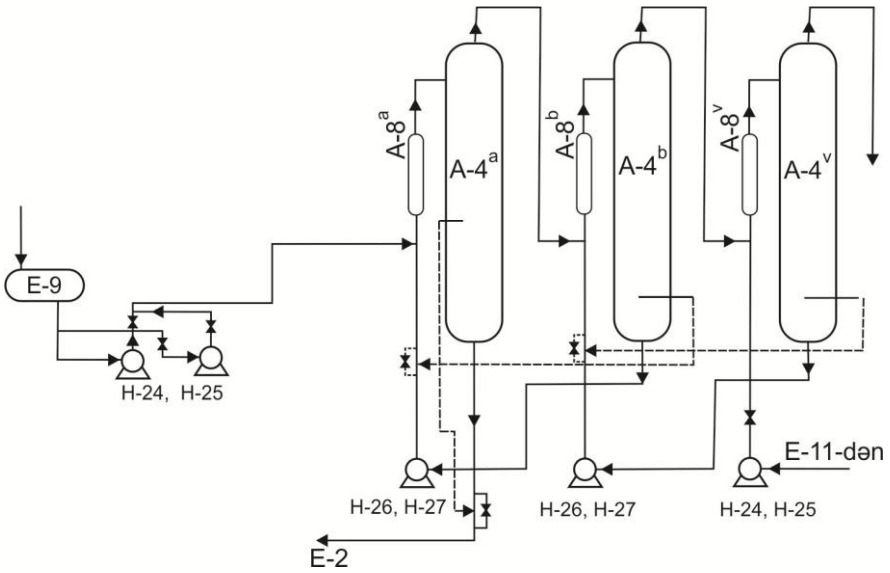 A-8ᵃ
A-4ᵃ
A-8ᵇ
A-4ᵇ
A-8ᵛ
A-4ᵛ
E-9
H-24, H-25
E-11-dən
H-26, H-27
H-26, H-27
H-24, H-25
E-2